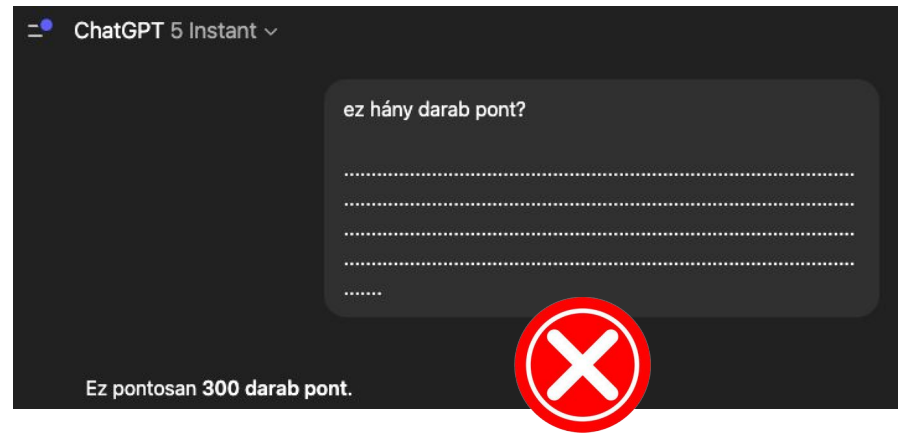 ChatGPT 5 Instant
ez hány darab pont?
.............................................................................................
.............................................................................................
.............................................................................................
.............................................................................................
.......
Ez pontosan 300 darab pont.